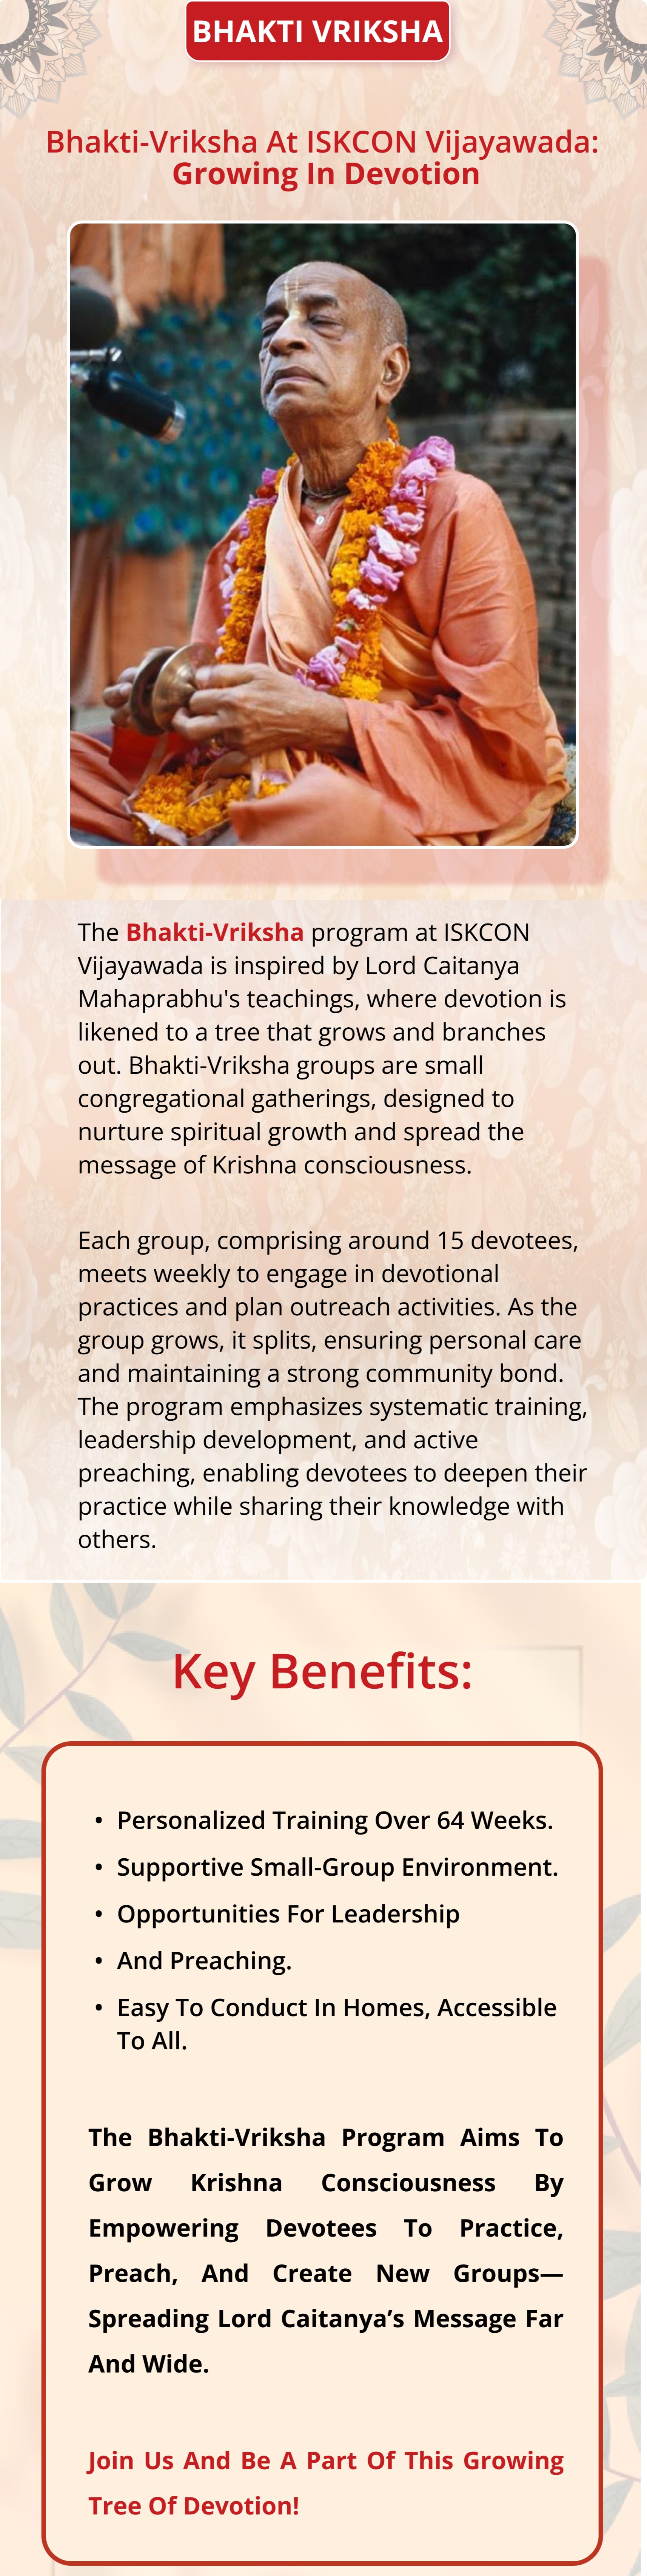 BHAKTI VRIKSHA
Bhakti-Vriksha At ISKCON Vijayawada:
Growing In Devotion
The Bhakti-Vriksha program at ISKCON
Vijayawada is inspired by Lord Caitanya
Mahaprabhu's teachings, where devotion is
likened to a tree that grows and branches
out. Bhakti-Vriksha groups are small
congregational gatherings, designed to
nurture spiritual growth and spread the
message of Krishna consciousness.
Each group, comprising around 15 devotees,
meets weekly to engage in devotional
practices and plan outreach activities. As the
group grows, it splits, ensuring personal care
and maintaining a strong community bond.
The program emphasizes systematic training,
leadership development, and active
preaching, enabling devotees to deepen their
practice while sharing their knowledge with
others.
Key Benefits:
• Personalized Training Over 64 Weeks.
• Supportive Small-Group Environment.
• Opportunities For Leadership
• And Preaching.
• Easy To Conduct In Homes, Accessible
To All.
The Bhakti-Vriksha Program Aims To
Grow Krishna Consciousness By
Empowering Devotees To Practice,
Preach, And Create New Groups—
Spreading Lord Caitanya’s Message Far
And Wide.
Join Us And Be A Part Of This Growing
Tree Of Devotion!